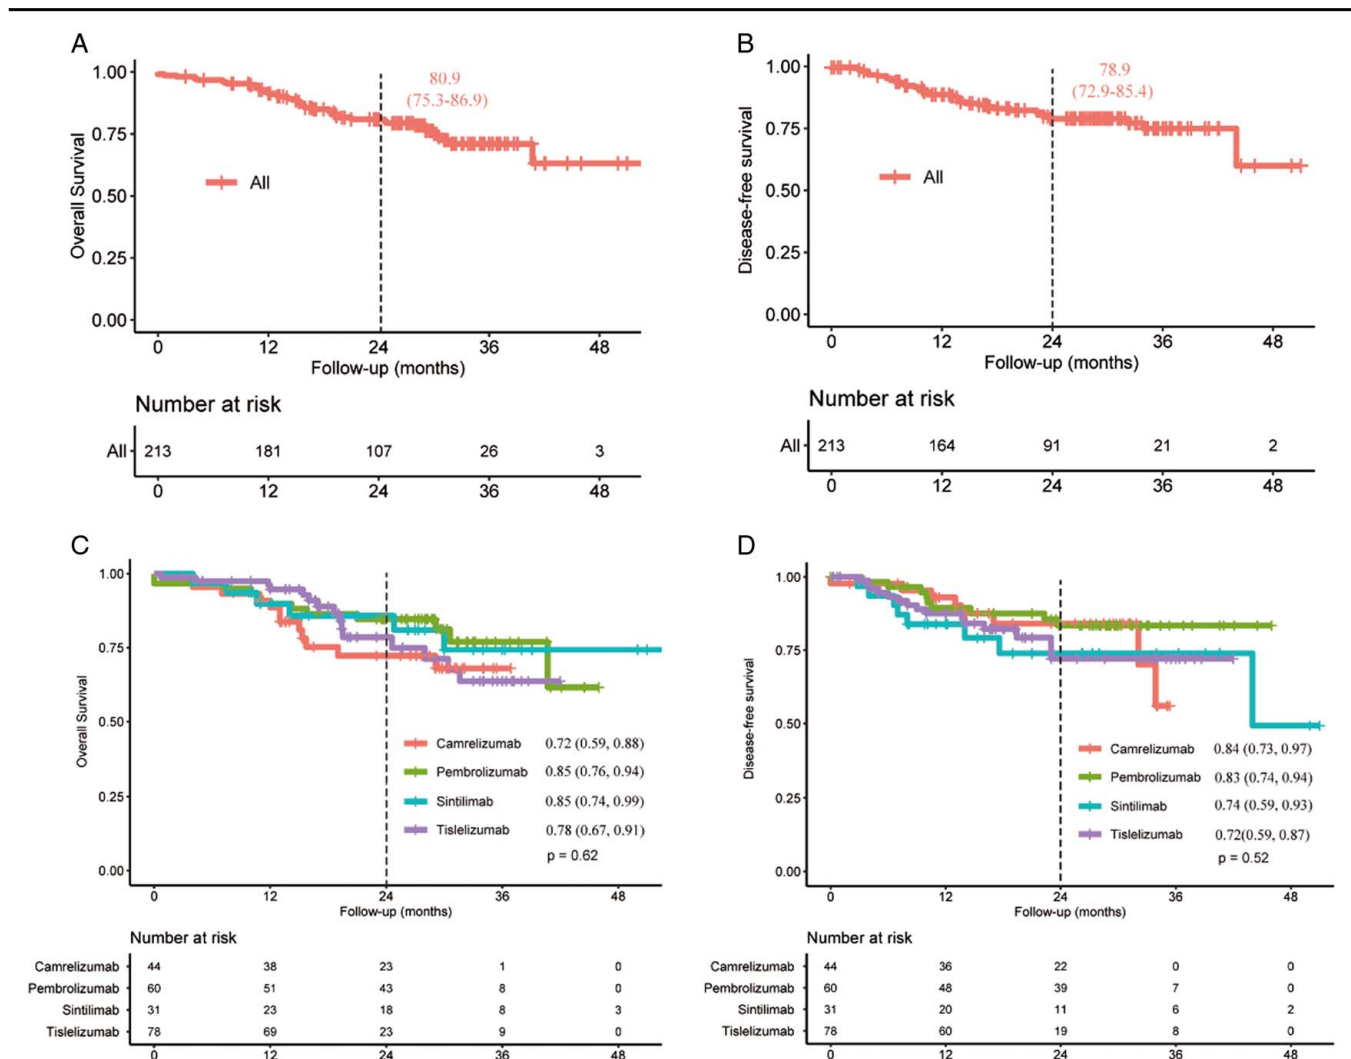 A
Overall Survival
1.00
0.75
0.50
0.25
0.00
80.9
(75.3-86.9)
All
0 12 24 36 48
Follow-up (months)
Number at risk
All 213 181 107 26 3
0 12 24 36 48
B
Disease-free survival
1.00
0.75
0.50
0.25
0.00
78.9
(72.9-85.4)
All
0 12 24 36 48
Follow-up (months)
Number at risk
All 213 164 91 21 2
0 12 24 36 48
C
Overall Survival
1.00
0.75
0.50
0.25
0.00
Camrelizumab 0.72 (0.59, 0.88)
Pembrolizumab 0.85 (0.76, 0.94)
Sintilimab 0.85 (0.74, 0.99)
Tislelizumab 0.78 (0.67, 0.91)
p = 0.62
0 12 24 36 48
Follow-up (months)
Number at risk
Camrelizumab 44 38 23 1 0
Pembrolizumab 60 51 43 8 0
Sintilimab 31 23 18 8 3
Tislelizumab 78 69 23 9 0
0 12 24 36 48
D
Disease-free survival
1.00
0.75
0.50
0.25
0.00
Camrelizumab 0.84 (0.73, 0.97)
Pembrolizumab 0.83 (0.74, 0.94)
Sintilimab 0.74 (0.59, 0.93)
Tislelizumab 0.72(0.59, 0.87)
p = 0.52
0 12 24 36 48
Follow-up (months)
Number at risk
Camrelizumab 44 36 22 0 0
Pembrolizumab 60 48 39 7 0
Sintilimab 31 20 11 6 2
Tislelizumab 78 60 19 8 0
0 12 24 36 48